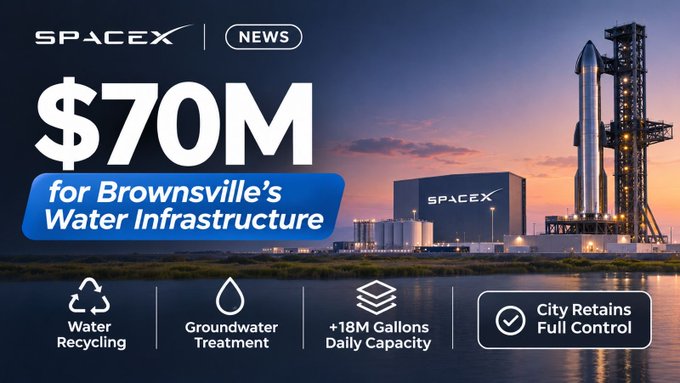 SPACEX
NEWS
$70M
for Brownsville's
Water Infrastructure
SPACEX
Water
Recycling
Groundwater
Treatment
+18M Gallons
Daily Capacity
City Retains
Full Control